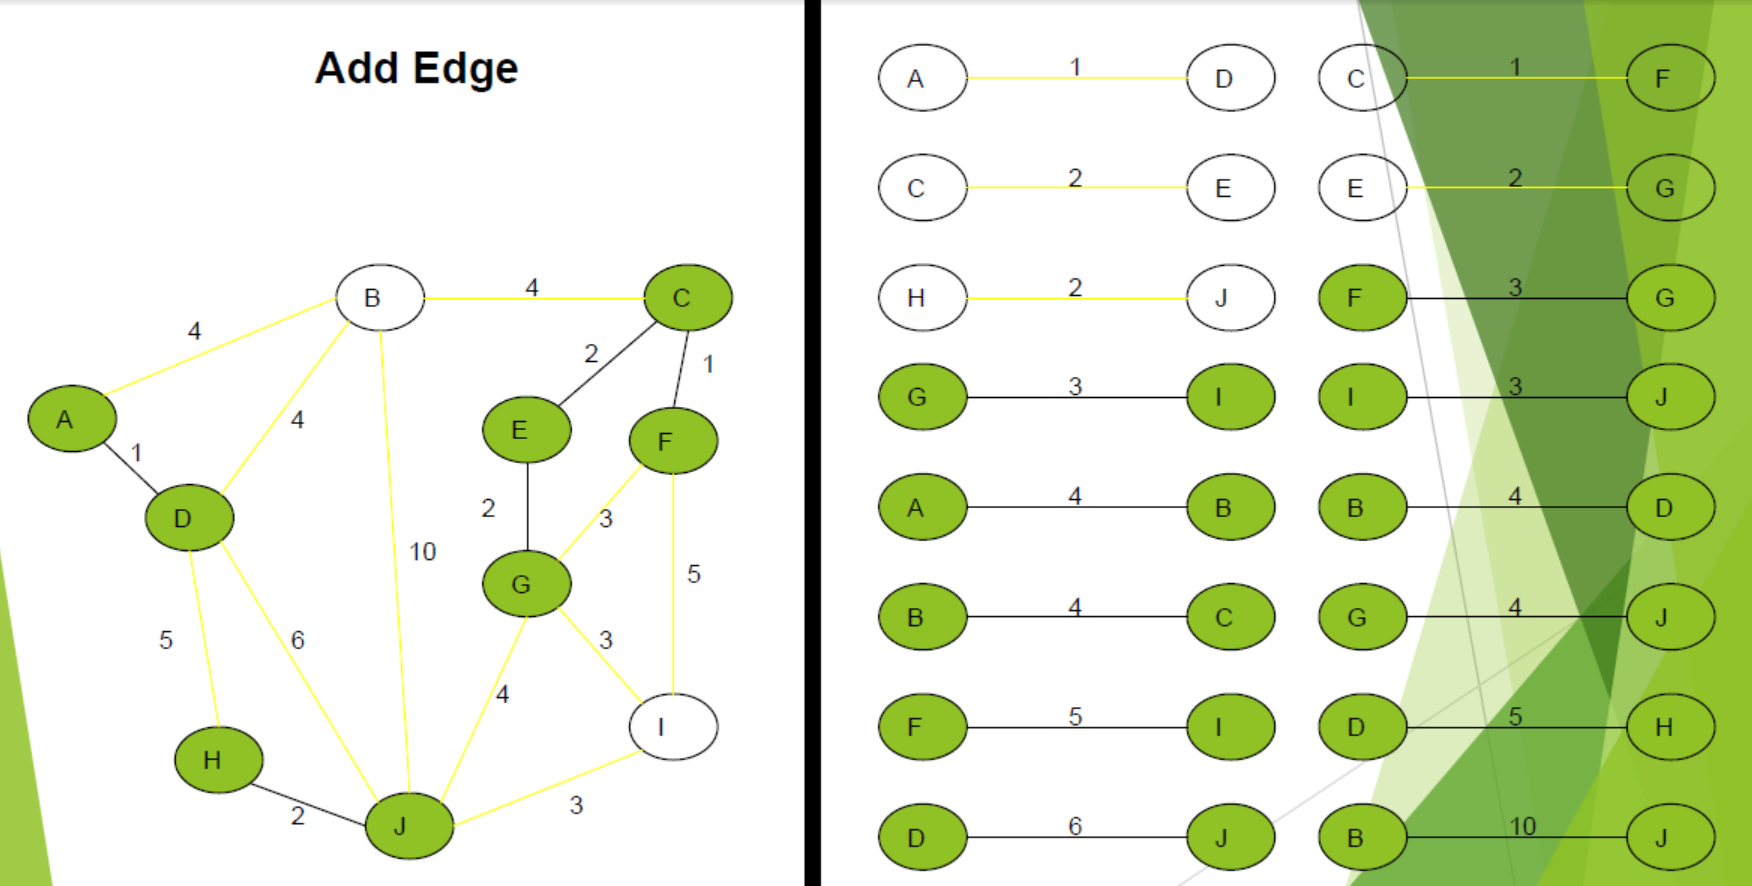 Add Edge
B 4 C
4
2 1
A 4 E F
1
D 2 3
10
G 5
5 6 3
4
I
H
2 J 3
A 1 D C 1 F
C 2 E E 2 G
H 2 J F 3 G
G 3 I I 3 J
A 4 B B 4 D
B 4 C G 4 J
F 5 I D 5 H
D 6 J B 10 J